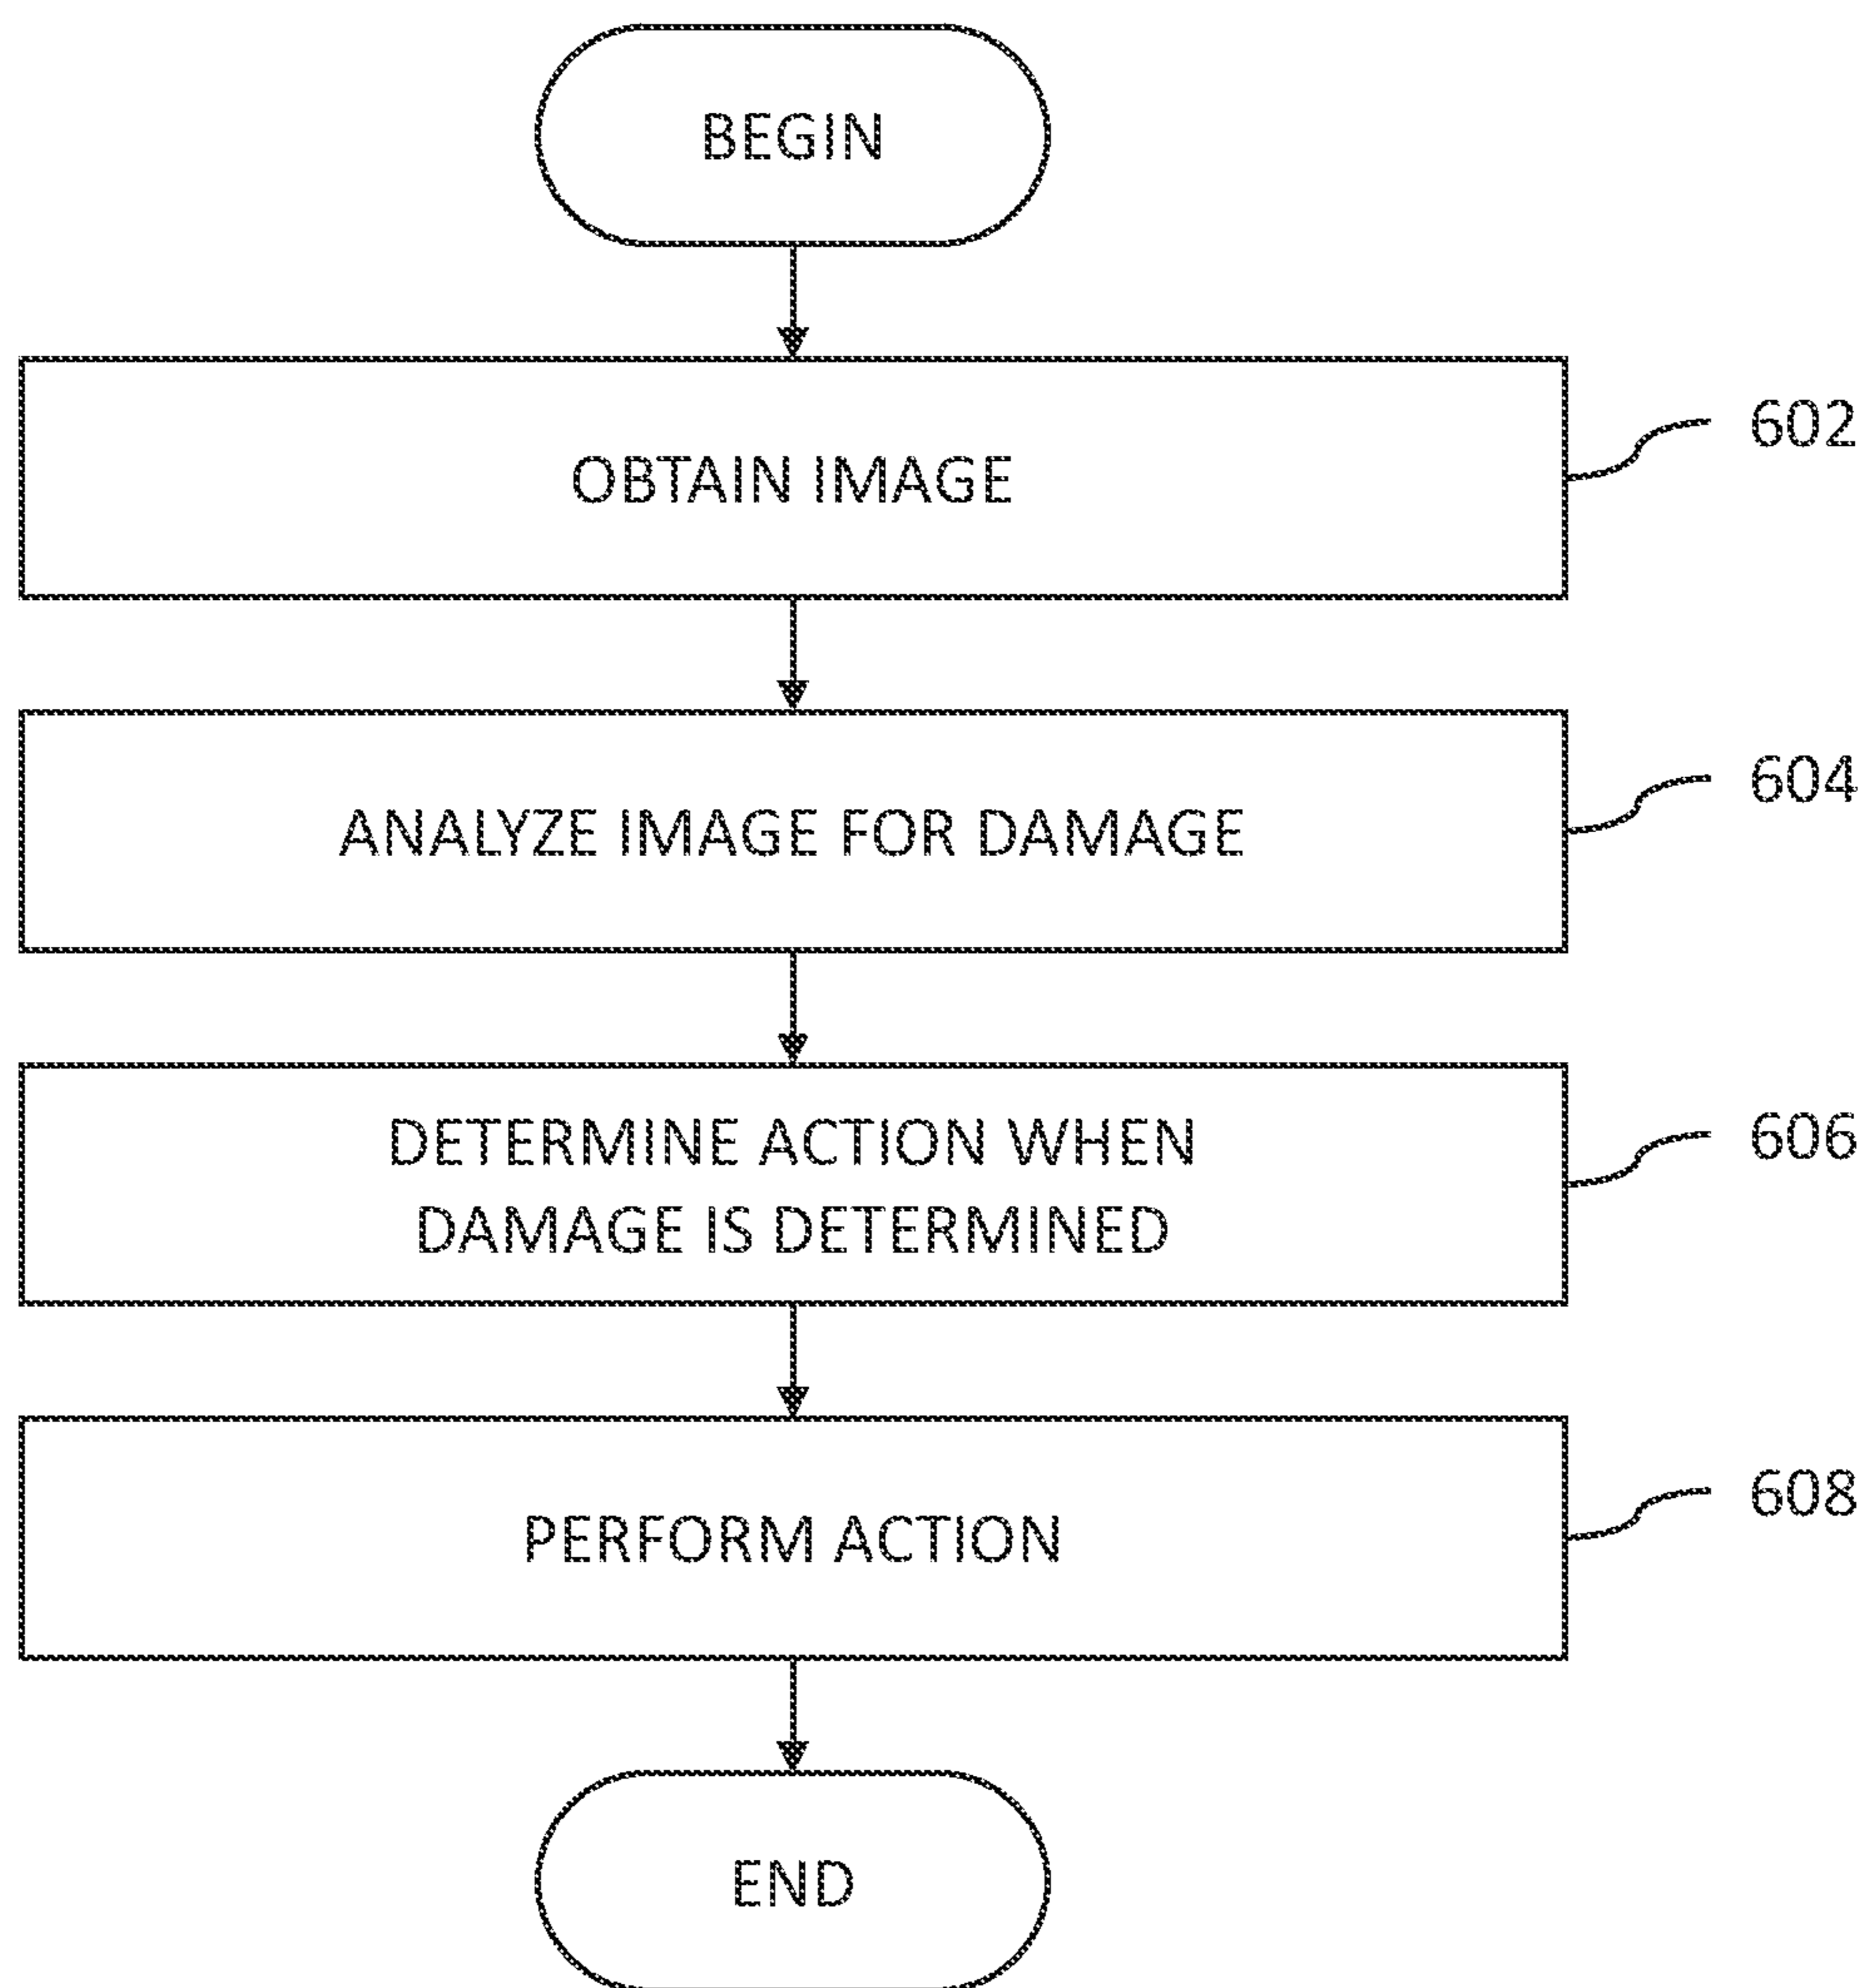 BEGIN
OBTAIN IMAGE
602
ANALYZE IMAGE FOR DAMAGE
604
DETERMINE ACTION WHEN
DAMAGE IS DETERMINED
606
PERFORM ACTION
608
END